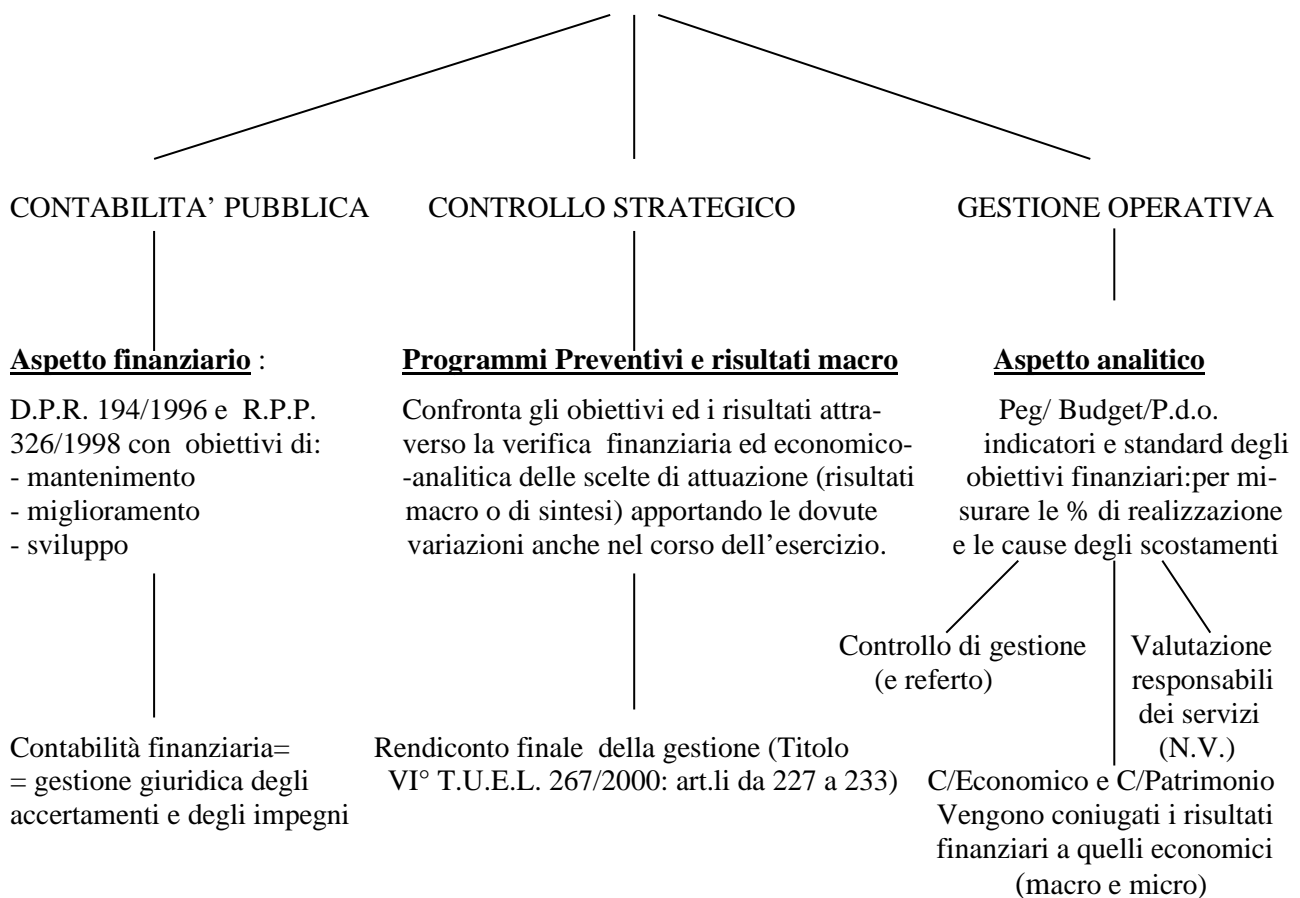 CONTABILITA’ PUBBLICA
CONTROLLO STRATEGICO
GESTIONE OPERATIVA
Aspetto finanziario :
D.P.R. 194/1996 e R.P.P.
326/1998 con obiettivi di:
- mantenimento
- miglioramento
- sviluppo
Contabilità finanziaria=
= gestione giuridica degli
accertamenti e degli impegni
Programmi Preventivi e risultati macro
Confronta gli obiettivi ed i risultati attra-
verso la verifica finanziaria ed economico-
-analitica delle scelte di attuazione (risultati
macro o di sintesi) apportando le dovute
variazioni anche nel corso dell’esercizio.
Rendiconto finale della gestione (Titolo
VI° T.U.E.L. 267/2000: art.li da 227 a 233)
Aspetto analitico
Peg/ Budget/P.d.o.
indicatori e standard degli
obiettivi finanziari:per mi-
surare le % di realizzazione
e le cause degli scostamenti
Controllo di gestione
(e referto)
Valutazione
responsabili
dei servizi
(N.V.)
C/Economico e C/Patrimonio
Vengono coniugati i risultati
finanziari a quelli economici
(macro e micro)